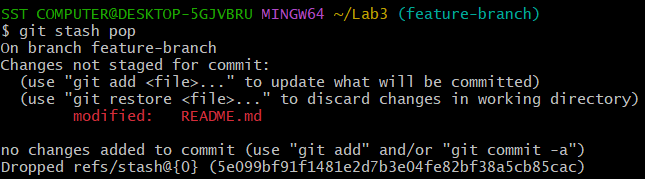 SST COMPUTER@DESKTOP-5GJVBRU MINGW64 ~/Lab3 (feature-branch)
$ git stash pop
On branch feature-branch
Changes not staged for commit:
  (use "git add <file>..." to update what will be committed)
  (use "git restore <file>..." to discard changes in working directory)
        modified:   README.md

no changes added to commit (use "git add" and/or "git commit -a")
Dropped refs/stash@{0} (5e099bf91f1481e2d7b3e04fe82bf38a5cb85cac)